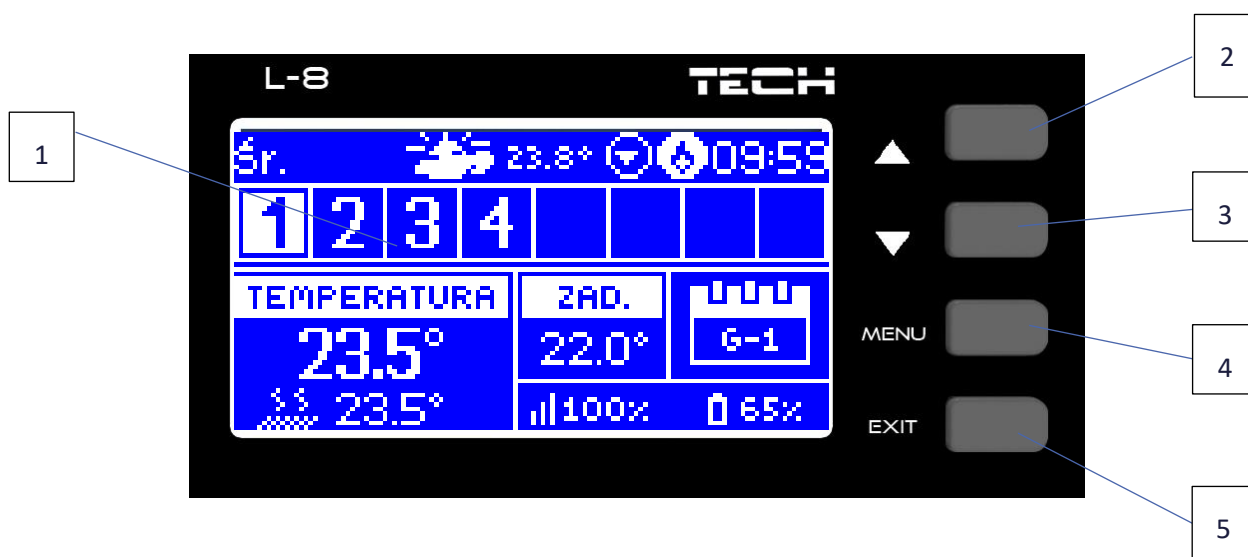 L-8 TECH
2
1
Śr. 23.8° 09:59
3
1 2 3 4
TEMPERATURA ZAD.
23.5° 22.0° G-1
MENU
4
23.5° 100% 65%
EXIT
5